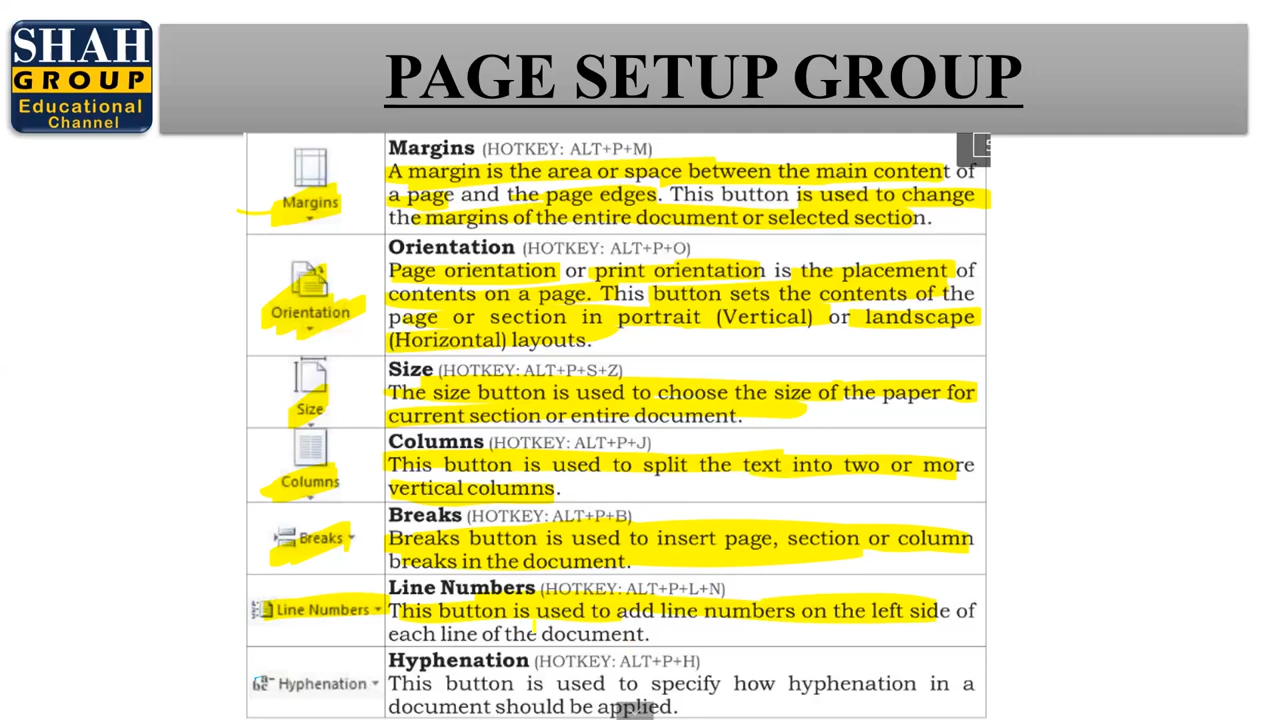 SHAH
GROUP
Educational
Channel
PAGE SETUP GROUP
Margins
Margins (HOTKEY: ALT+P+M)
A margin is the area or space between the main content of
a page and the page edges. This button is used to change
the margins of the entire document or selected section.
Orientation
Orientation (HOTKEY: ALT+P+O)
Page orientation or print orientation is the placement of
contents on a page. This button sets the contents of the
page or section in portrait (Vertical) or landscape
(Horizontal) layouts.
Size
Size (HOTKEY: ALT+P+S+Z)
The size button is used to choose the size of the paper for
current section or entire document.
Columns
Columns (HOTKEY: ALT+P+J)
This button is used to split the text into two or more
vertical columns.
Breaks
Breaks (HOTKEY: ALT+P+B)
Breaks button is used to insert page, section or column
breaks in the document.
Line Numbers
Line Numbers (HOTKEY: ALT+P+L+N)
This button is used to add line numbers on the left side of
each line of the document.
a-
bc Hyphenation
Hyphenation (HOTKEY: ALT+P+H)
This button is used to specify how hyphenation in a
document should be applied.